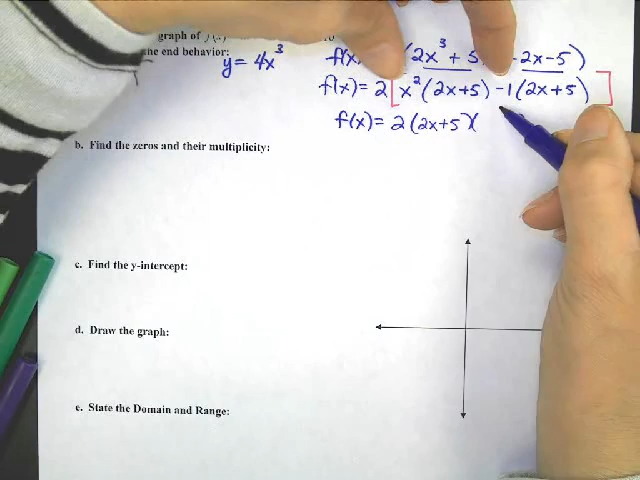 graph of f(x)
the end behavior: y = 4x³
f(x) (2x³ + 5 -2x-5)
f(x) = 2[x²(2x+5) -1(2x+5)]
f(x) = 2(2x+5)(
b. Find the zeros and their multiplicity:
c. Find the y-intercept:
d. Draw the graph:
e. State the Domain and Range: